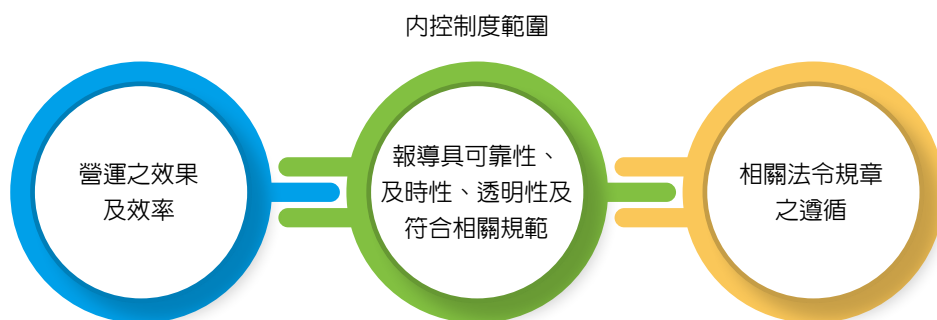 內控制度範圍
營運之效果
及效率
報導具可靠性、
及時性、透明性及
符合相關規範
相關法令規章
之遵循